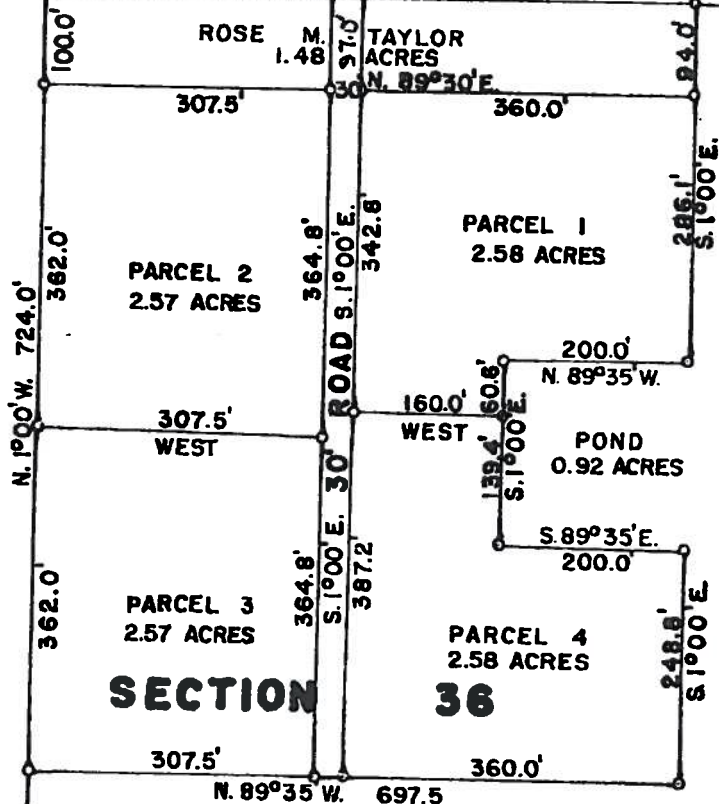 100.0'
ROSE M. TAYLOR
1.48 ACRES
97.0'
94.0'
30'
N. 89°30'E.
307.5'
360.0'
362.0'
364.8'
S.1°00'E.
342.8'
286.1'
S.1°00'E.
PARCEL 2
2.57 ACRES
PARCEL 1
2.58 ACRES
N.1°00'W. 724.0'
ROAD
30'
200.0'
N. 89°35'W.
60.6'
S.1°00'E.
139.4'
307.5'
WEST
160.0'
WEST
POND
0.92 ACRES
S.89°35'E.
200.0'
362.0'
364.8'
S.1°00'E.
387.2'
248.8'
S.1°00'E.
PARCEL 3
2.57 ACRES
PARCEL 4
2.58 ACRES
SECTION 36
307.5'
360.0'
N.89°35 W. 697.5